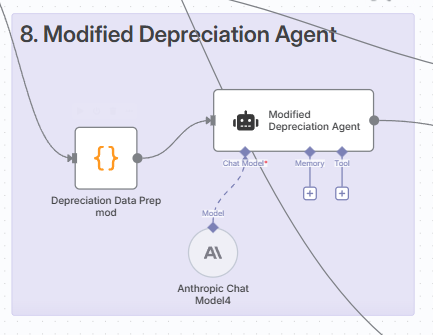 8. Modified Depreciation Agent
Modified
Depreciation Agent
Chat Model*
Memory
Tool
{}
Depreciation Data Prep
mod
Model
Anthropic Chat
Model4